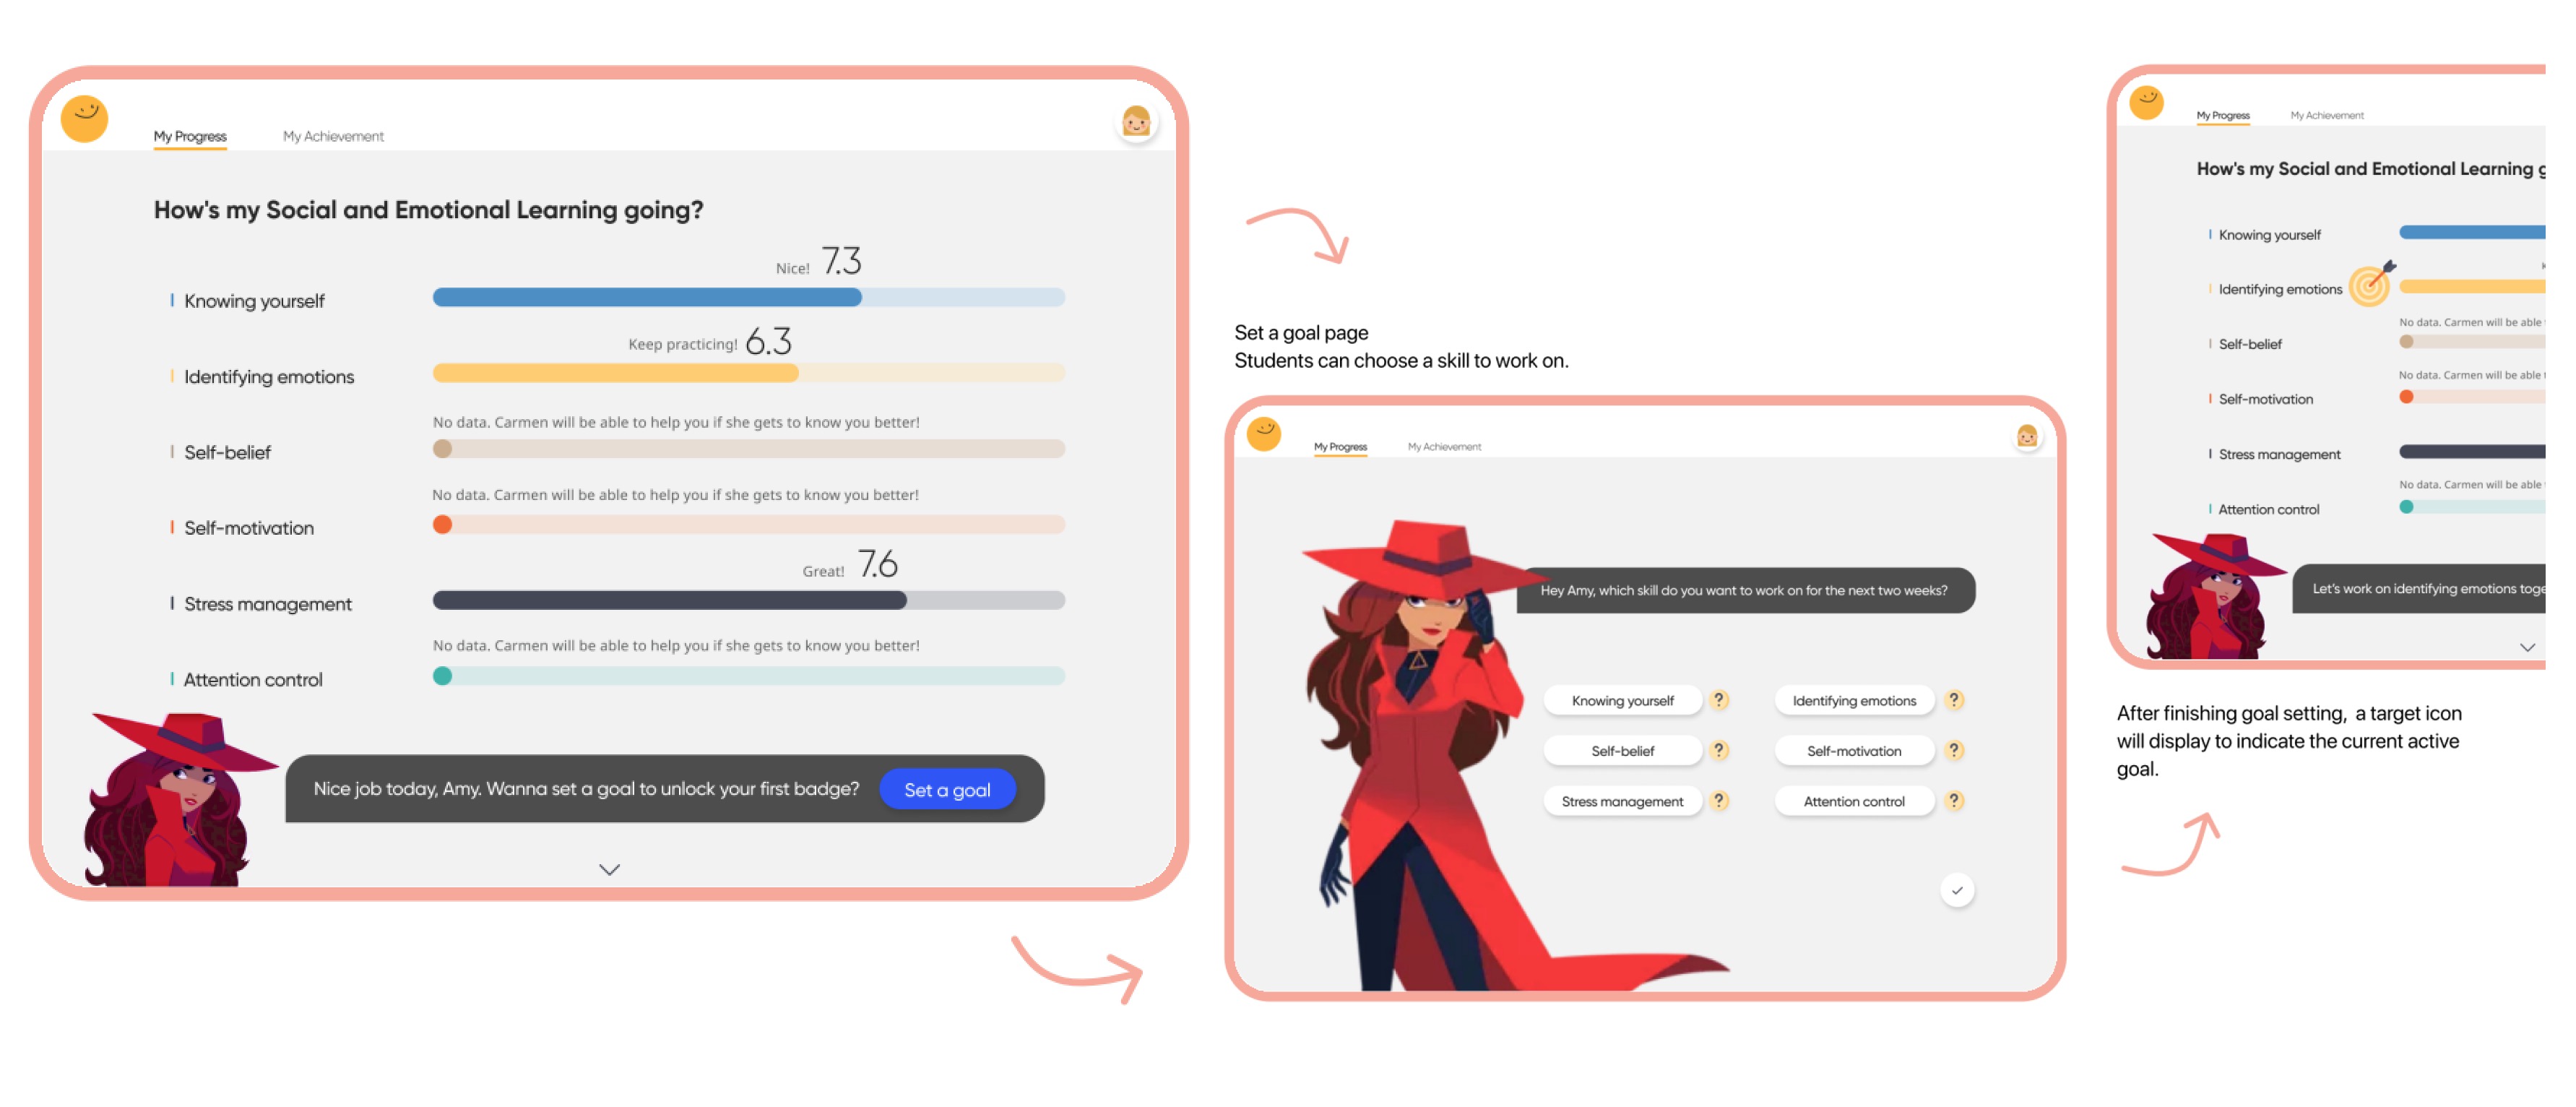 My Progress
My Achievement
How's my Social and Emotional Learning going?
Nice! 7.3
Knowing yourself
Keep practicing! 6.3
Identifying emotions
No data. Carmen will be able to help you if she gets to know you better!
Self-belief
No data. Carmen will be able to help you if she gets to know you better!
Self-motivation
Great! 7.6
Stress management
No data. Carmen will be able to help you if she gets to know you better!
Attention control
Nice job today, Amy. Wanna set a goal to unlock your first badge?
Set a goal
Set a goal page
Students can choose a skill to work on.
My Progress
My Achievement
Hey Amy, which skill do you want to work on for the next two weeks?
Knowing yourself ?
Identifying emotions ?
Self-belief ?
Self-motivation ?
Stress management ?
Attention control ?
My Progress
My Achievement
How's my Social and Emotional Learning
Knowing yourself
Identifying emotions
No data. Carmen will be able
Self-belief
No data. Carmen will be able
Self-motivation
Stress management
No data. Carmen will be able
Attention control
Let's work on identifying emotions
After finishing goal setting, a target icon
will display to indicate the current active
goal.